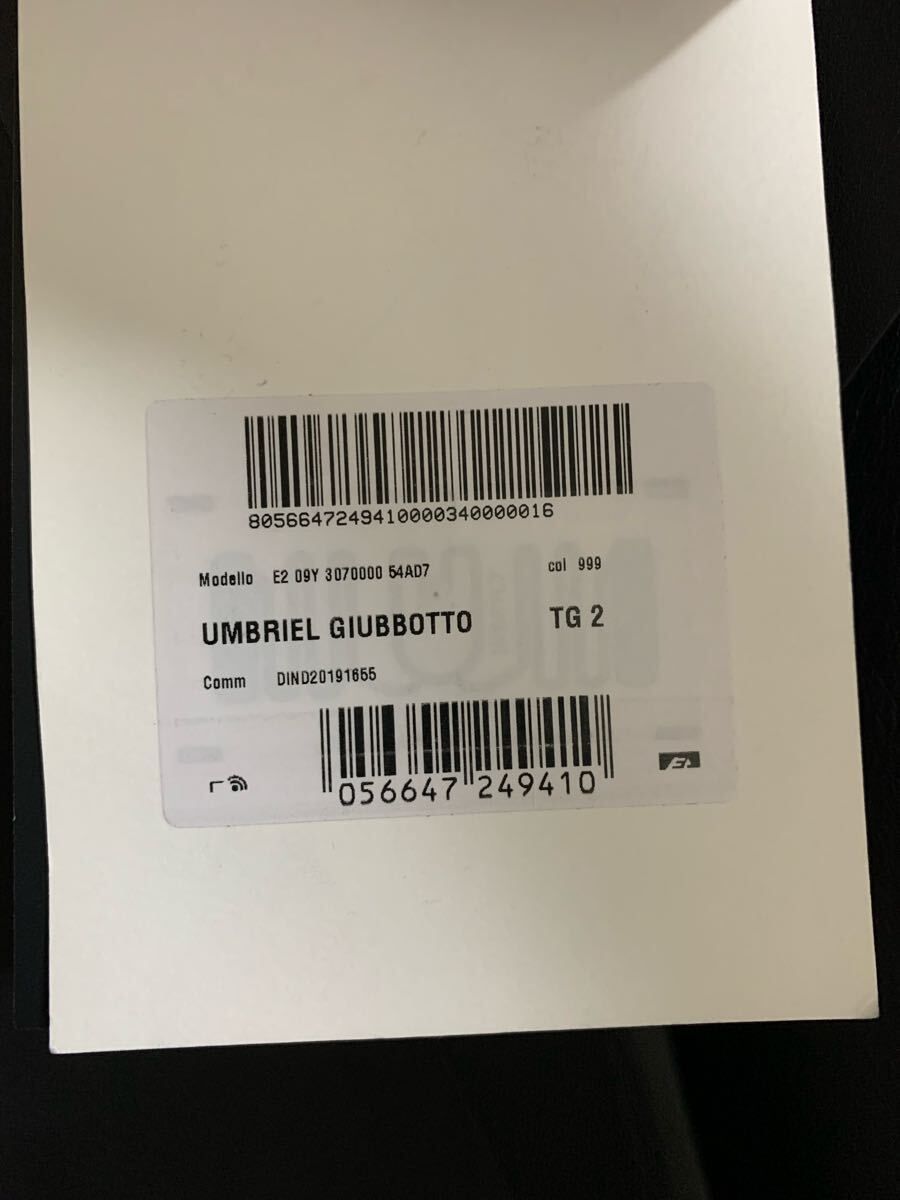 8056647249410000340000016
Modello E2 09Y 3070000 54AD7 col 999
UMBRIEL GIUBBOTTO TG 2
Comm DIND20191655
056647 249410